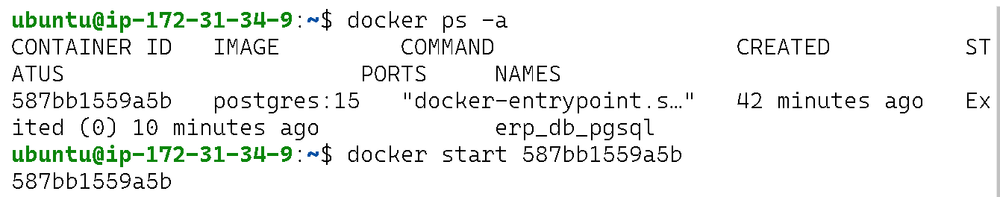 ubuntu@ip-172-31-34-9:~$ docker ps -a
CONTAINER ID   IMAGE         COMMAND                  CREATED          ST
ATUS                     PORTS     NAMES
587bb1559a5b   postgres:15   "docker-entrypoint.s…"   42 minutes ago   Ex
ited (0) 10 minutes ago            erp_db_pgsql
ubuntu@ip-172-31-34-9:~$ docker start 587bb1559a5b
587bb1559a5b